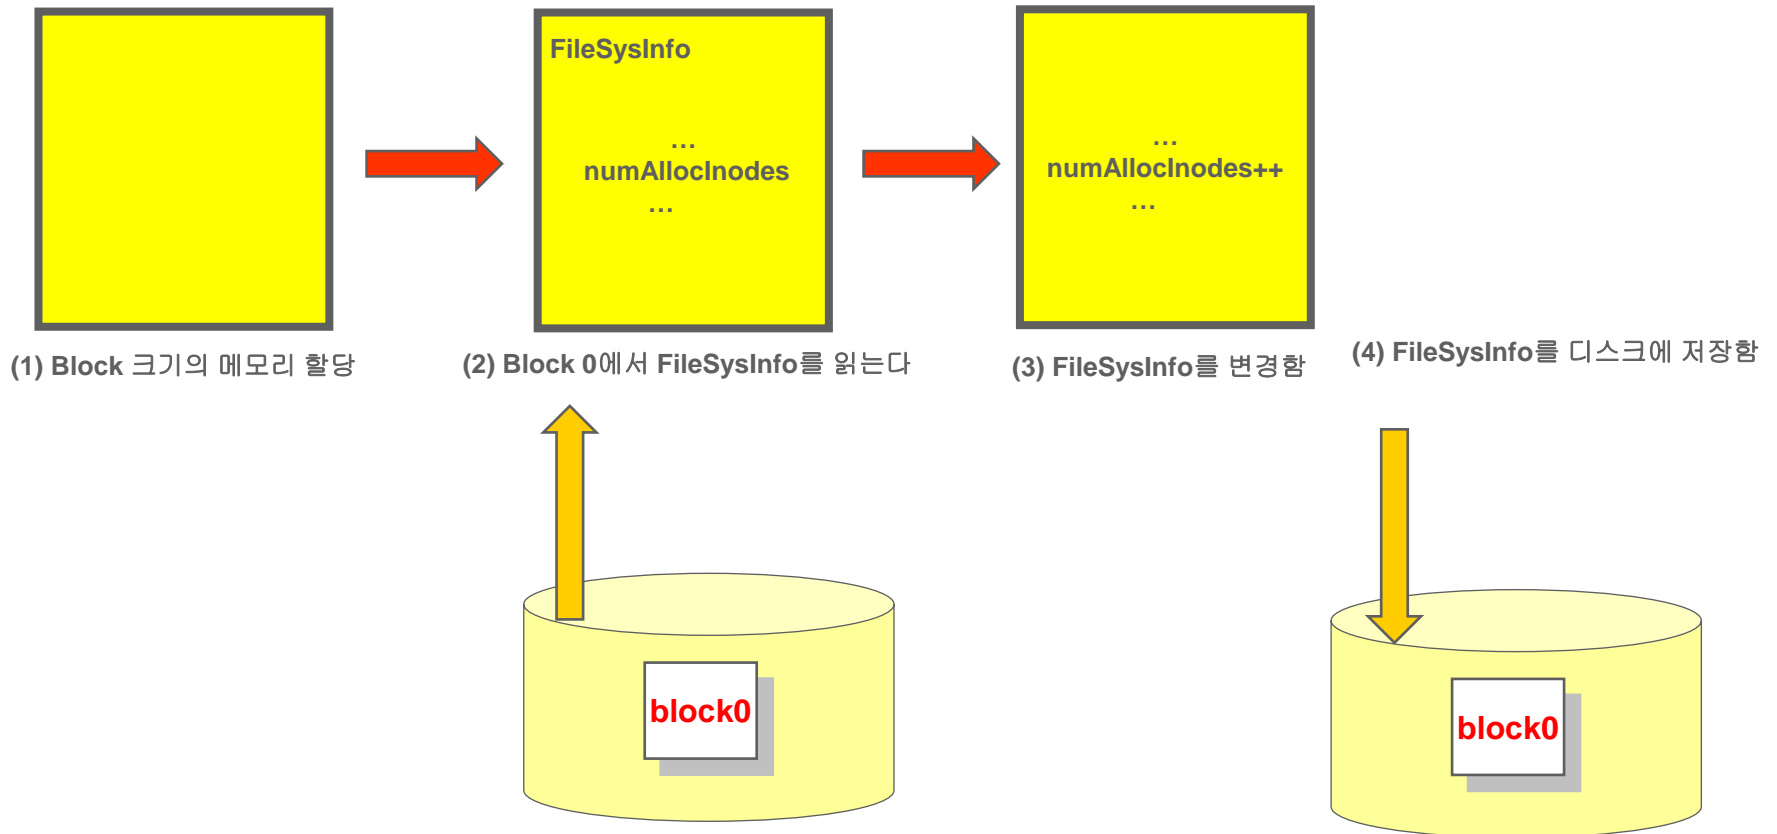 FileSysInfo
…
numAllocInodes
…
…
numAllocInodes++
…
(1) Block 크기의 메모리 할당
(2) Block 0에서 FileSysInfo를 읽는다
(3) FileSysInfo를 변경함
(4) FileSysInfo를 디스크에 저장함
block0
block0